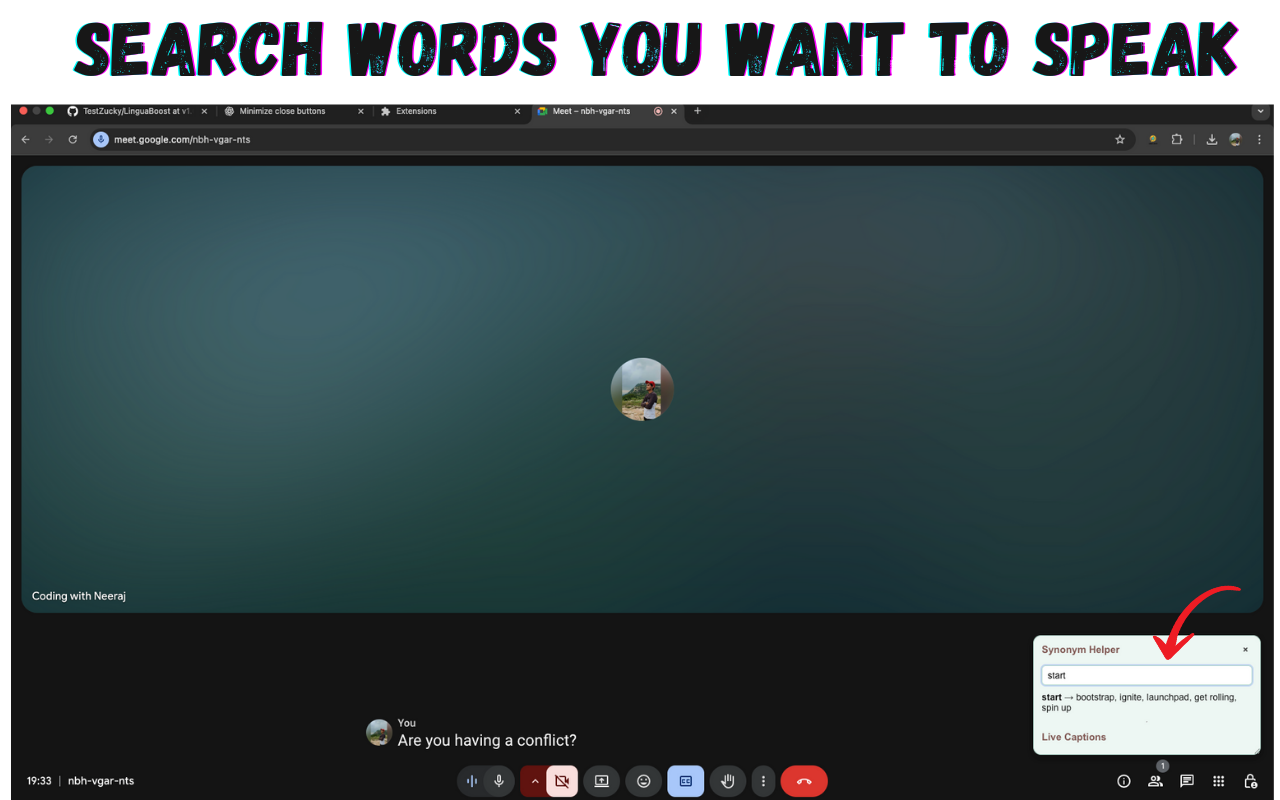 SEARCH WORDS YOU WANT TO SPEAK
TestZucky/LinguaBoost at v1.
Minimize close buttons
Extensions
Meet – nbh-vgar-nts
meet.google.com/nbh-vgar-nts
Coding with Neeraj
Synonym Helper
start
start → bootstrap, ignite, launchpad, get rolling,
spin up
Live Captions
You
Are you having a conflict?
19:33 | nbh-vgar-nts
1